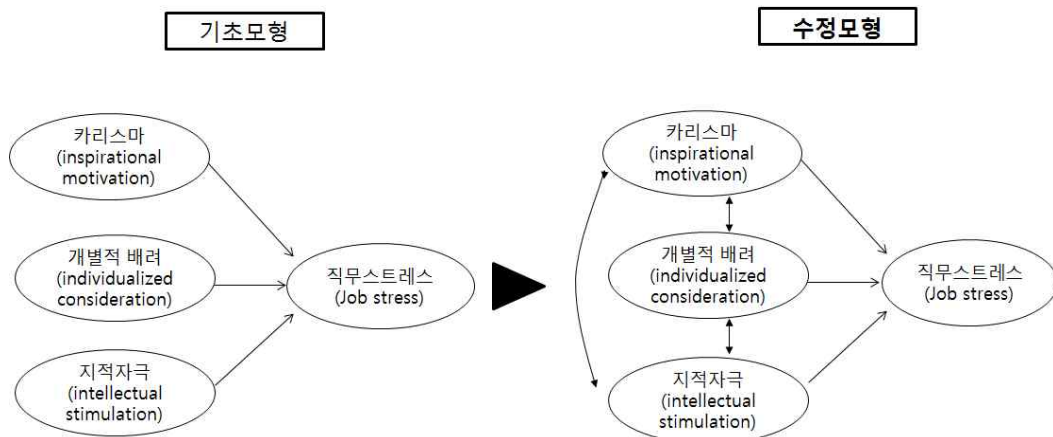 기초모형
카리스마
(inspirational
motivation)
개별적 배려
(individualized
consideration)
지적자극
(intellectual
stimulation)
직무스트레스
(Job stress)
수정모형
카리스마
(inspirational
motivation)
개별적 배려
(individualized
consideration)
지적자극
(intellectual
stimulation)
직무스트레스
(Job stress)